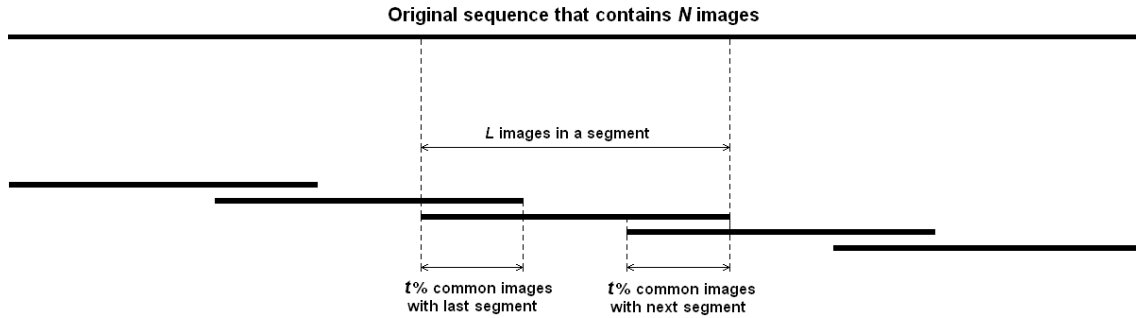 Original sequence that contains N images
L images in a segment
t% common images
with last segment
t% common images
with next segment